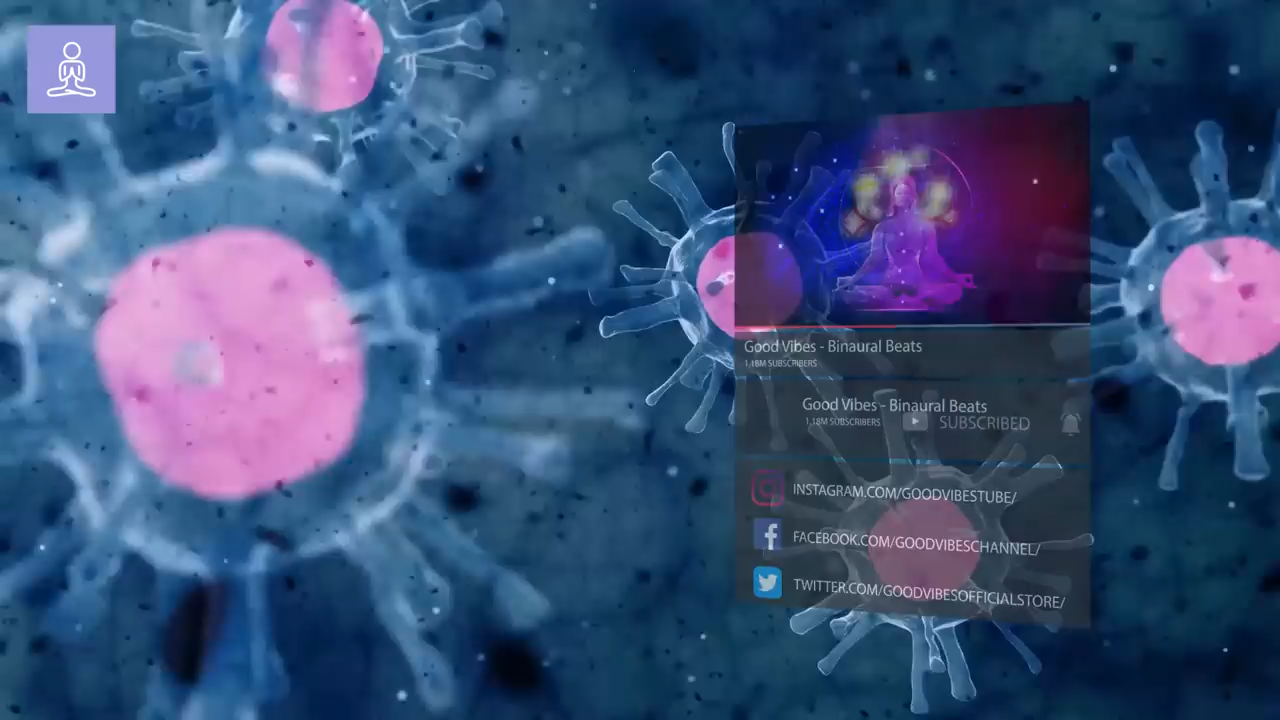 Good Vibes - Binaural Beats
1.18M SUBSCRIBERS
Good Vibes - Binaural Beats
1.18M SUBSCRIBERS
SUBSCRIBED
INSTAGRAM.COM/GOODVIBESTUBE/
FACEBOOK.COM/GOODVIBESCHANNEL/
TWITTER.COM/GOODVIBESOFFICIALSTORE/